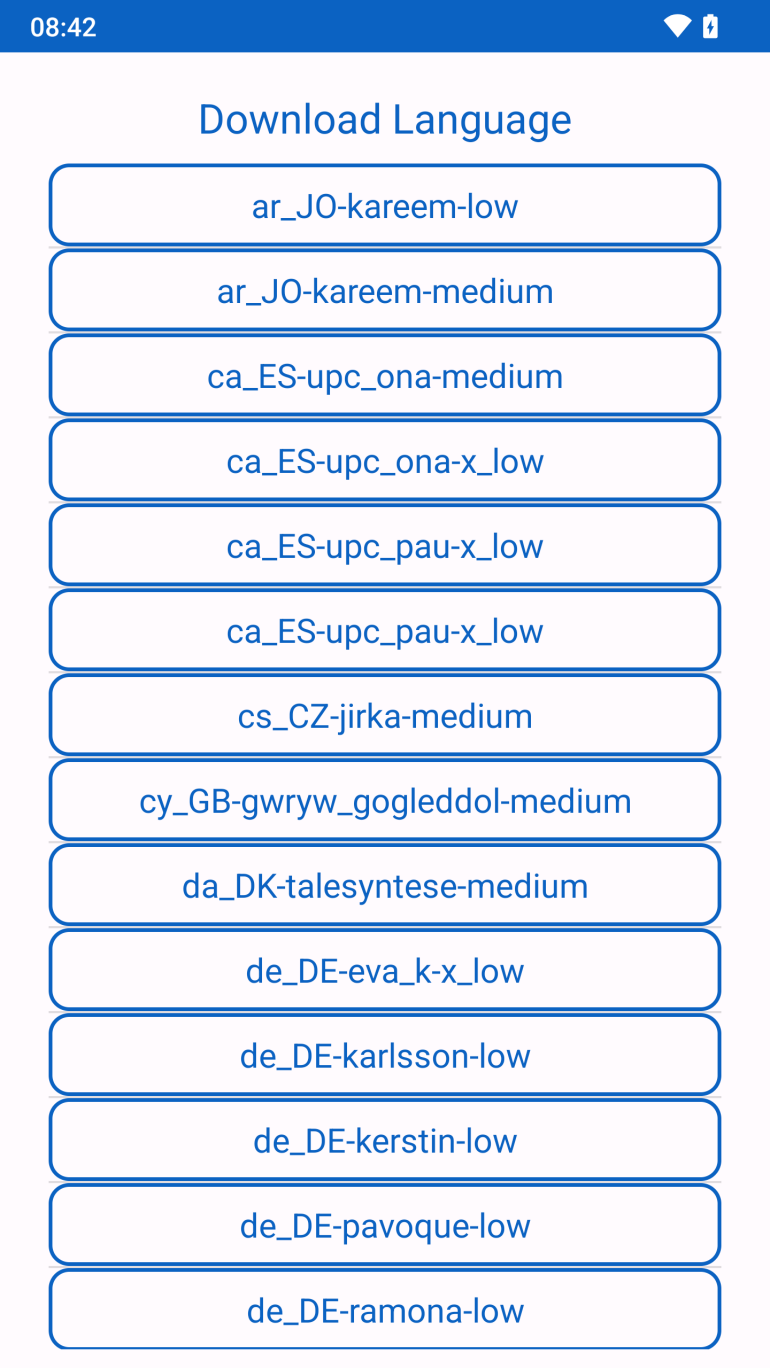 08:42
Download Language
ar_JO-kareem-low
ar_JO-kareem-medium
ca_ES-upc_ona-medium
ca_ES-upc_ona-x_low
ca_ES-upc_pau-x_low
ca_ES-upc_pau-x_low
cs_CZ-jirka-medium
cy_GB-gwryw_gogleddol-medium
da_DK-talesyntese-medium
de_DE-eva_k-x_low
de_DE-karlsson-low
de_DE-kerstin-low
de_DE-pavoque-low
de_DE-ramona-low